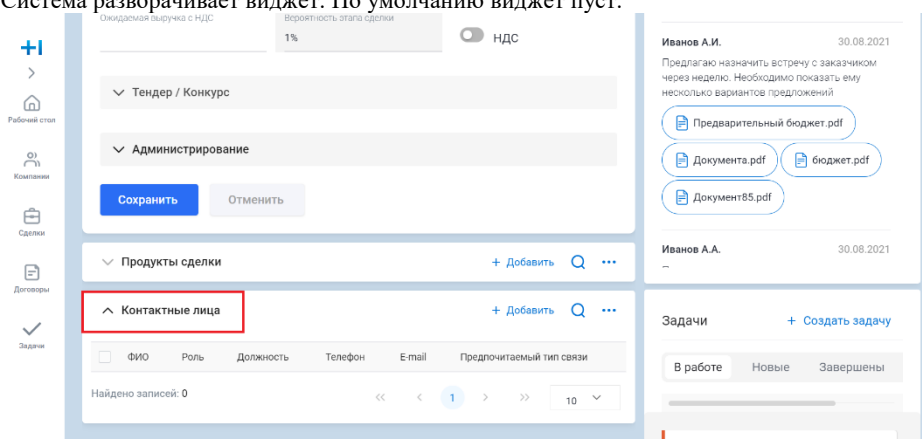 Система разворачивает виджет. По умолчанию виджет пуст.
Ожидаемая выручка с НДС
Вероятность этапа сделки
1%
НДС
Тендер / Конкурс
Администрирование
Сохранить
Отменить
Рабочий стол
Компании
Сделки
Договоры
Задачи
Продукты сделки
+ Добавить
Контактные лица
+ Добавить
ФИО Роль Должность Телефон E-mail Предпочитаемый тип связи
Найдено записей: 0
<< < 1 > >> 10
Иванов А.И. 30.08.2021
Предлагаю назначить встречу с заказчиком
через неделю. Необходимо показать ему
несколько вариантов предложений
Предварительный бюджет.pdf
Документа.pdf
бюджет.pdf
Документ85.pdf
Иванов А.А. 30.08.2021
Задачи
+ Создать задачу
В работе Новые Завершены